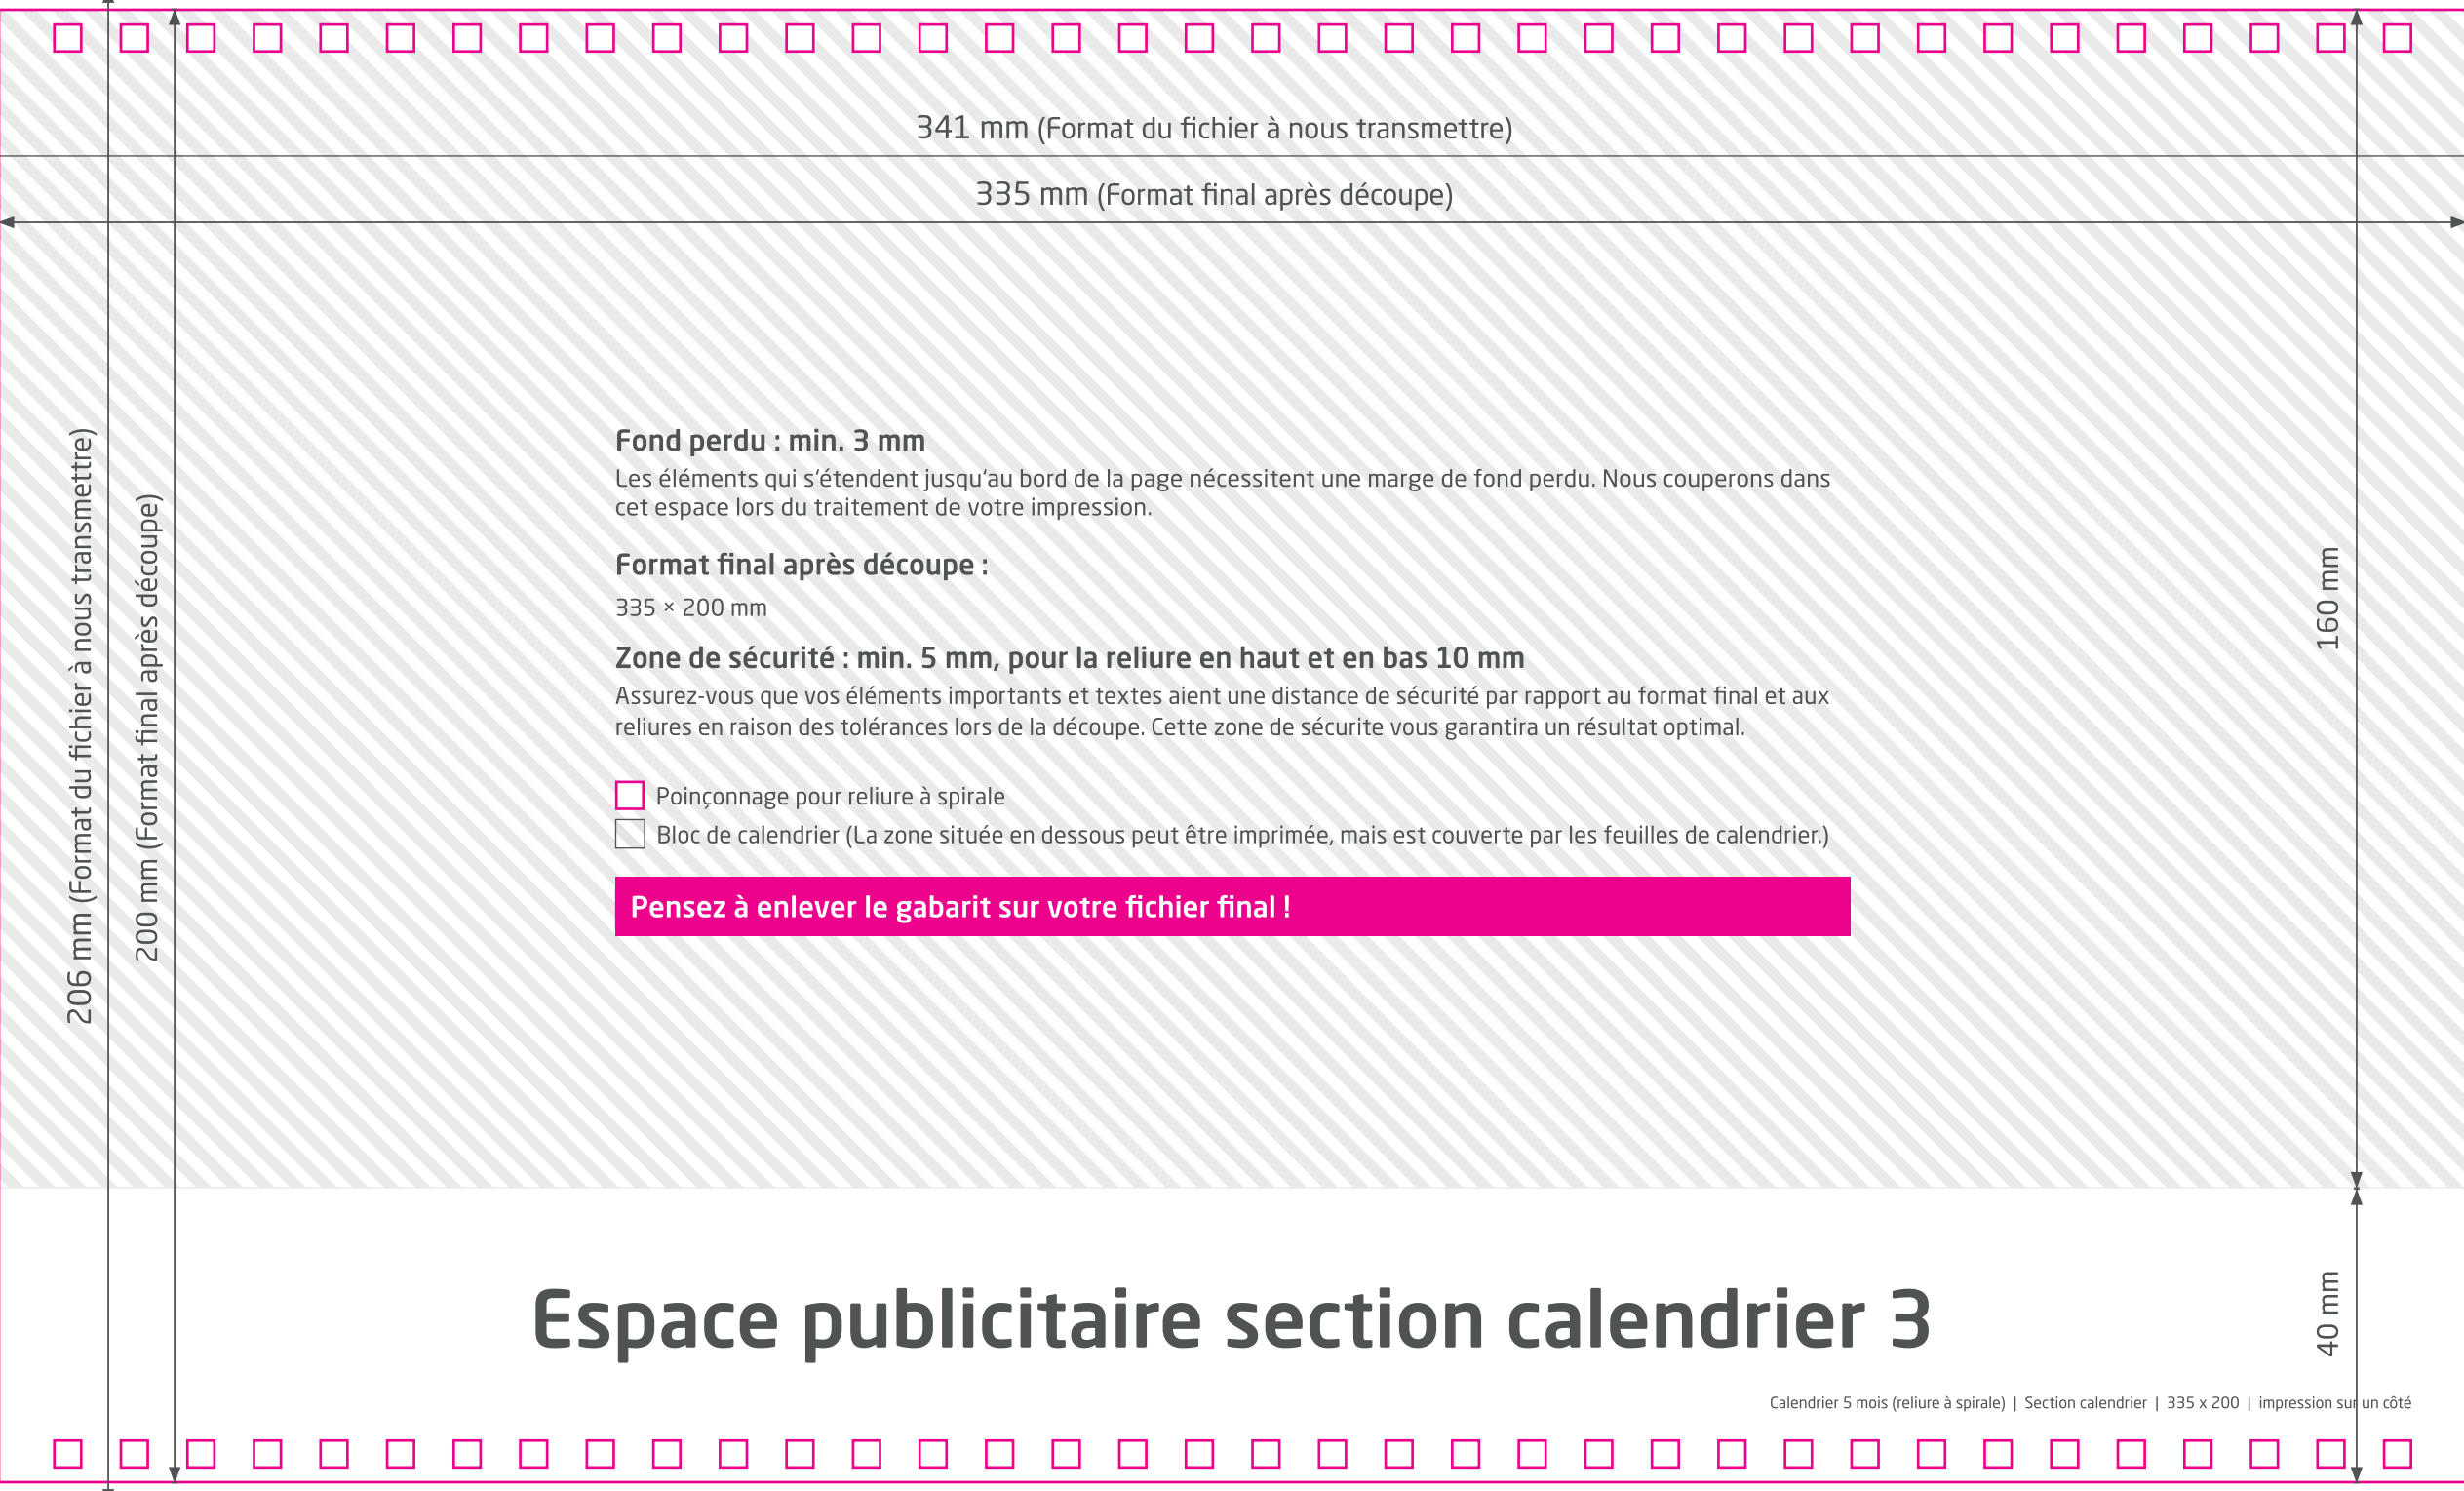 341 mm (Format du fichier à nous transmettre)
335 mm (Format final après découpe)
206 mm (Format du fichier à nous transmettre)
200 mm (Format final après découpe)
Fond perdu : min. 3 mm
Les éléments qui s‘étendent jusqu‘au bord de la page nécessitent une marge de fond perdu. Nous couperons dans
cet espace lors du traitement de votre impression.
Format final après découpe :
335 × 200 mm
Zone de sécurité : min. 5 mm, pour la reliure en haut et en bas 10 mm
Assurez-vous que vos éléments importants et textes aient une distance de sécurité par rapport au format final et aux
reliures en raison des tolérances lors de la découpe. Cette zone de sécurite vous garantira un résultat optimal.
Poinçonnage pour reliure à spirale
Bloc de calendrier (La zone située en dessous peut être imprimée, mais est couverte par les feuilles de calendrier.)
Pensez à enlever le gabarit sur votre fichier final !
160 mm
40 mm
Espace publicitaire section calendrier 3
Calendrier 5 mois (reliure à spirale) | Section calendrier | 335 x 200 | impression sur un côté